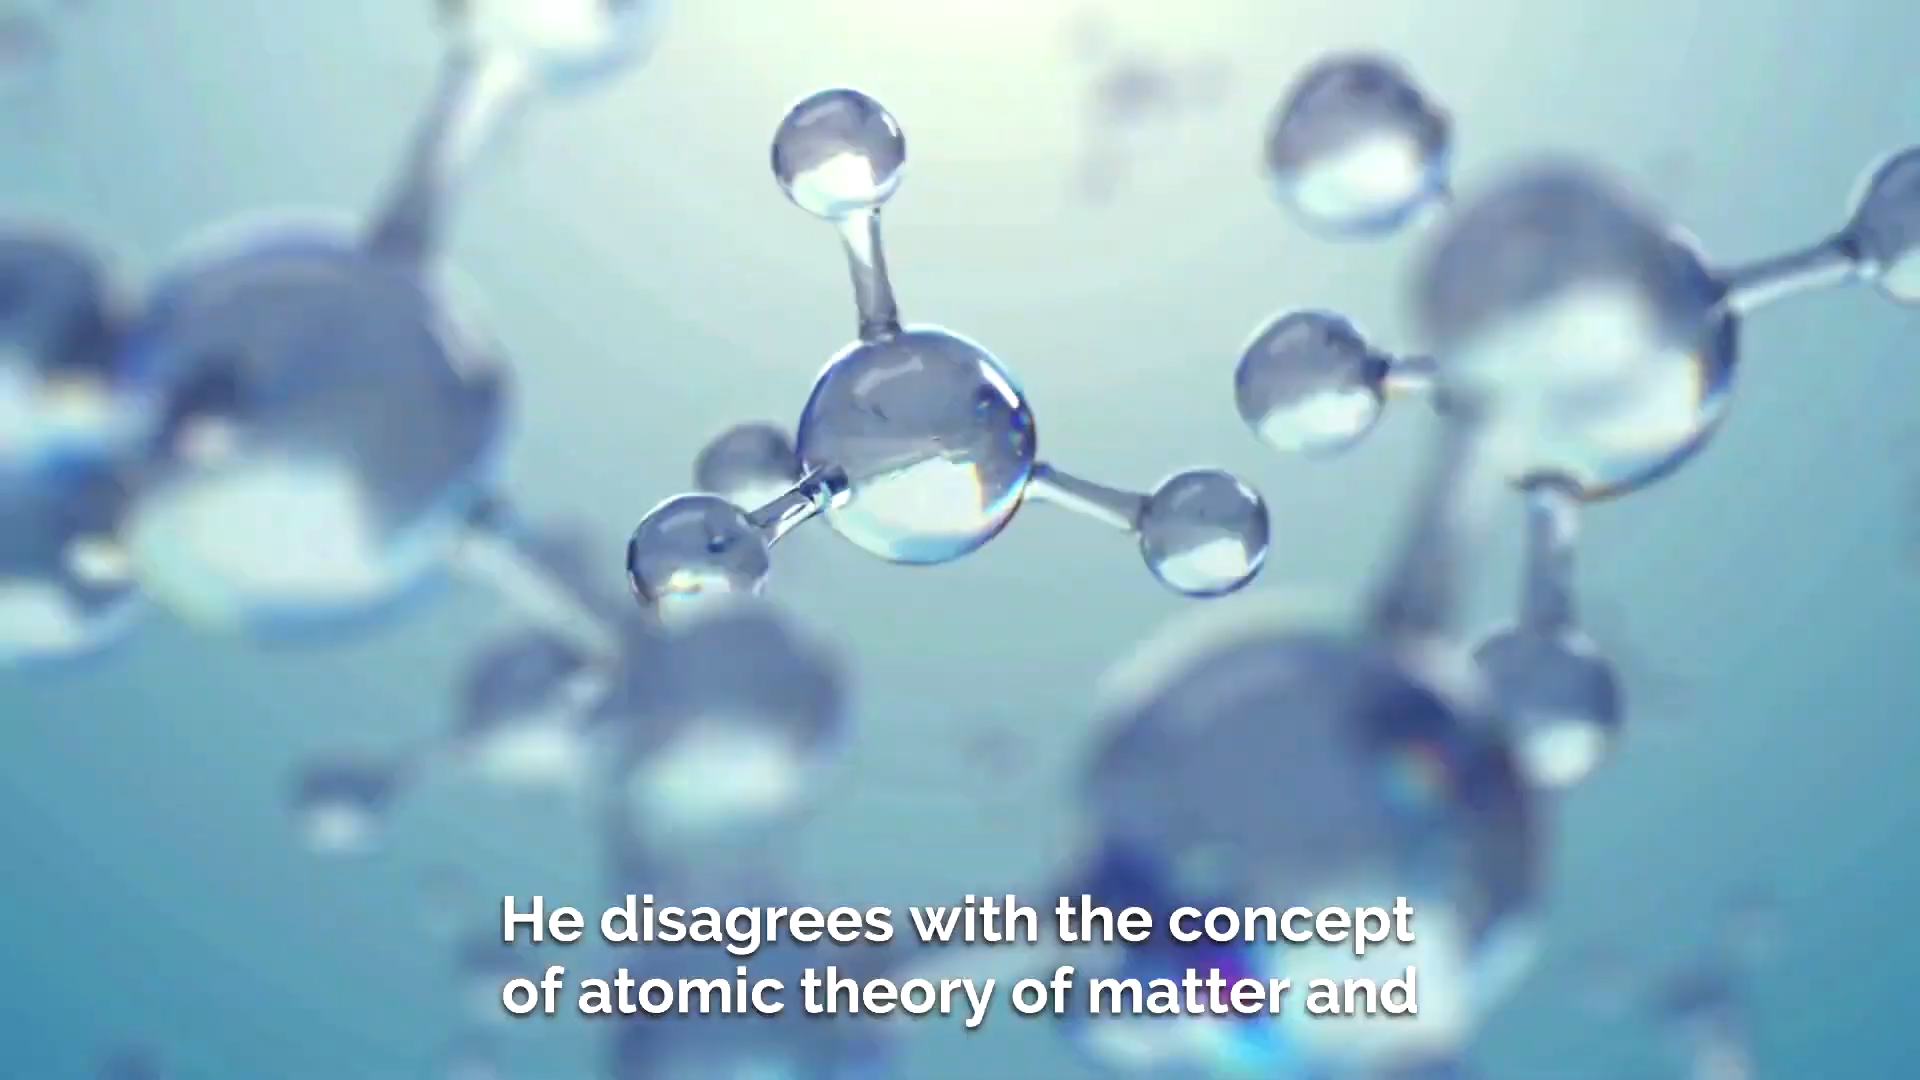 He disagrees with the concept
of atomic theory of matter and